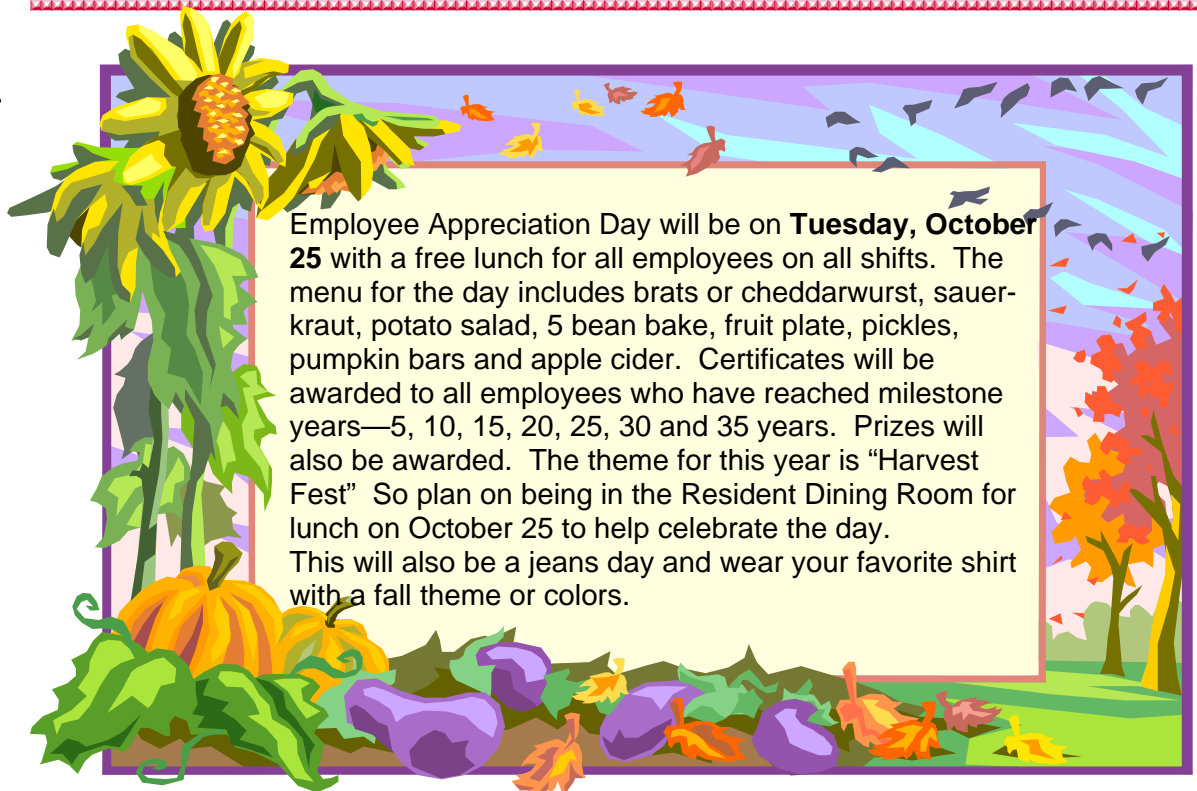 Employee Appreciation Day will be on Tuesday, October
25 with a free lunch for all employees on all shifts.  The
menu for the day includes brats or cheddarwurst, sauer-
kraut, potato salad, 5 bean bake, fruit plate, pickles,
pumpkin bars and apple cider.  Certificates will be
awarded to all employees who have reached milestone
years—5, 10, 15, 20, 25, 30 and 35 years.  Prizes will
also be awarded.  The theme for this year is “Harvest
Fest”  So plan on being in the Resident Dining Room for
lunch on October 25 to help celebrate the day.
This will also be a jeans day and wear your favorite shirt
with a fall theme or colors.